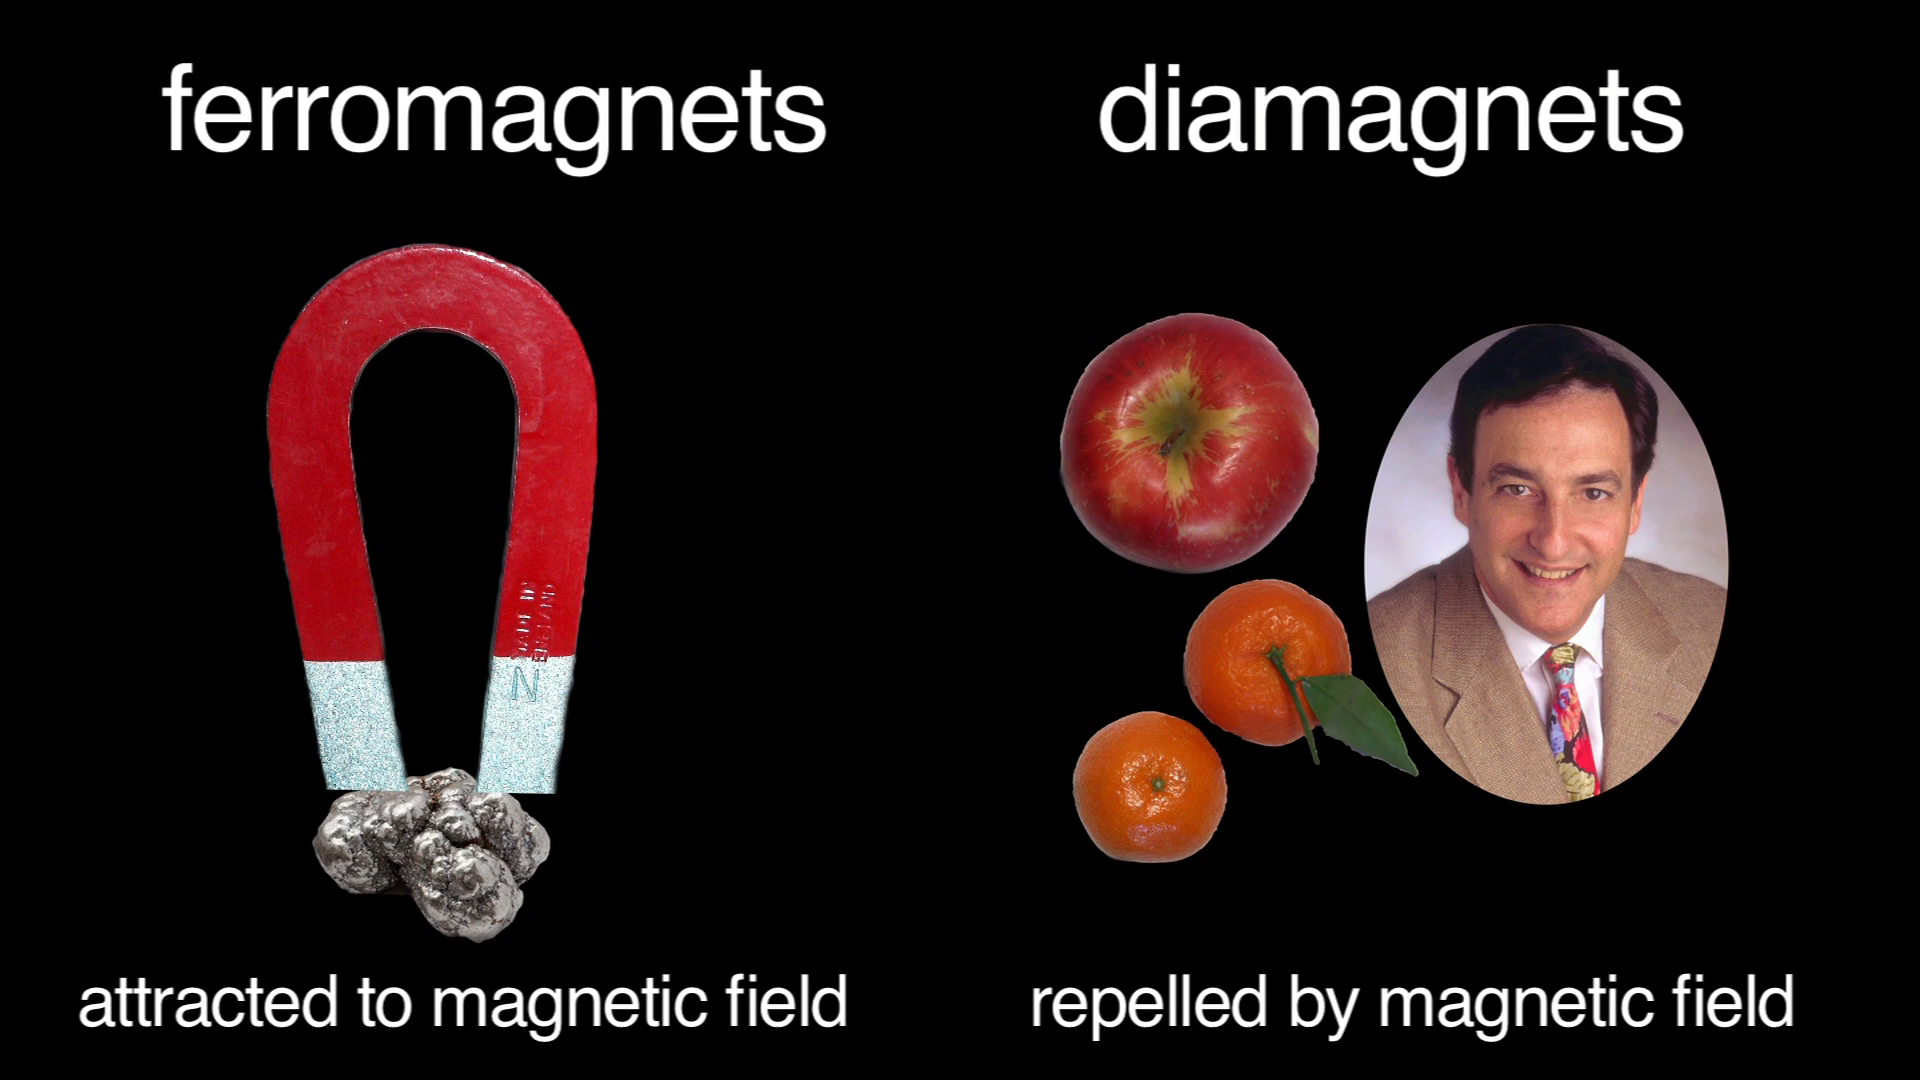 ferromagnets
diamagnets
N
attracted to magnetic field
repelled by magnetic field